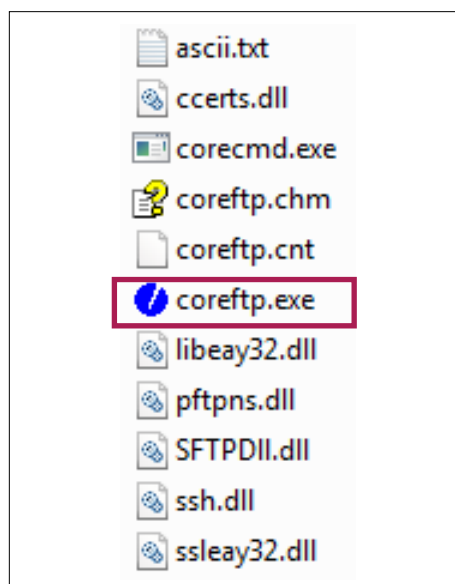 ascii.txt
ccerts.dll
corecmd.exe
coreftp.chm
coreftp.cnt
coreftp.exe
libeay32.dll
pftpns.dll
SFTPDll.dll
ssh.dll
ssleay32.dll